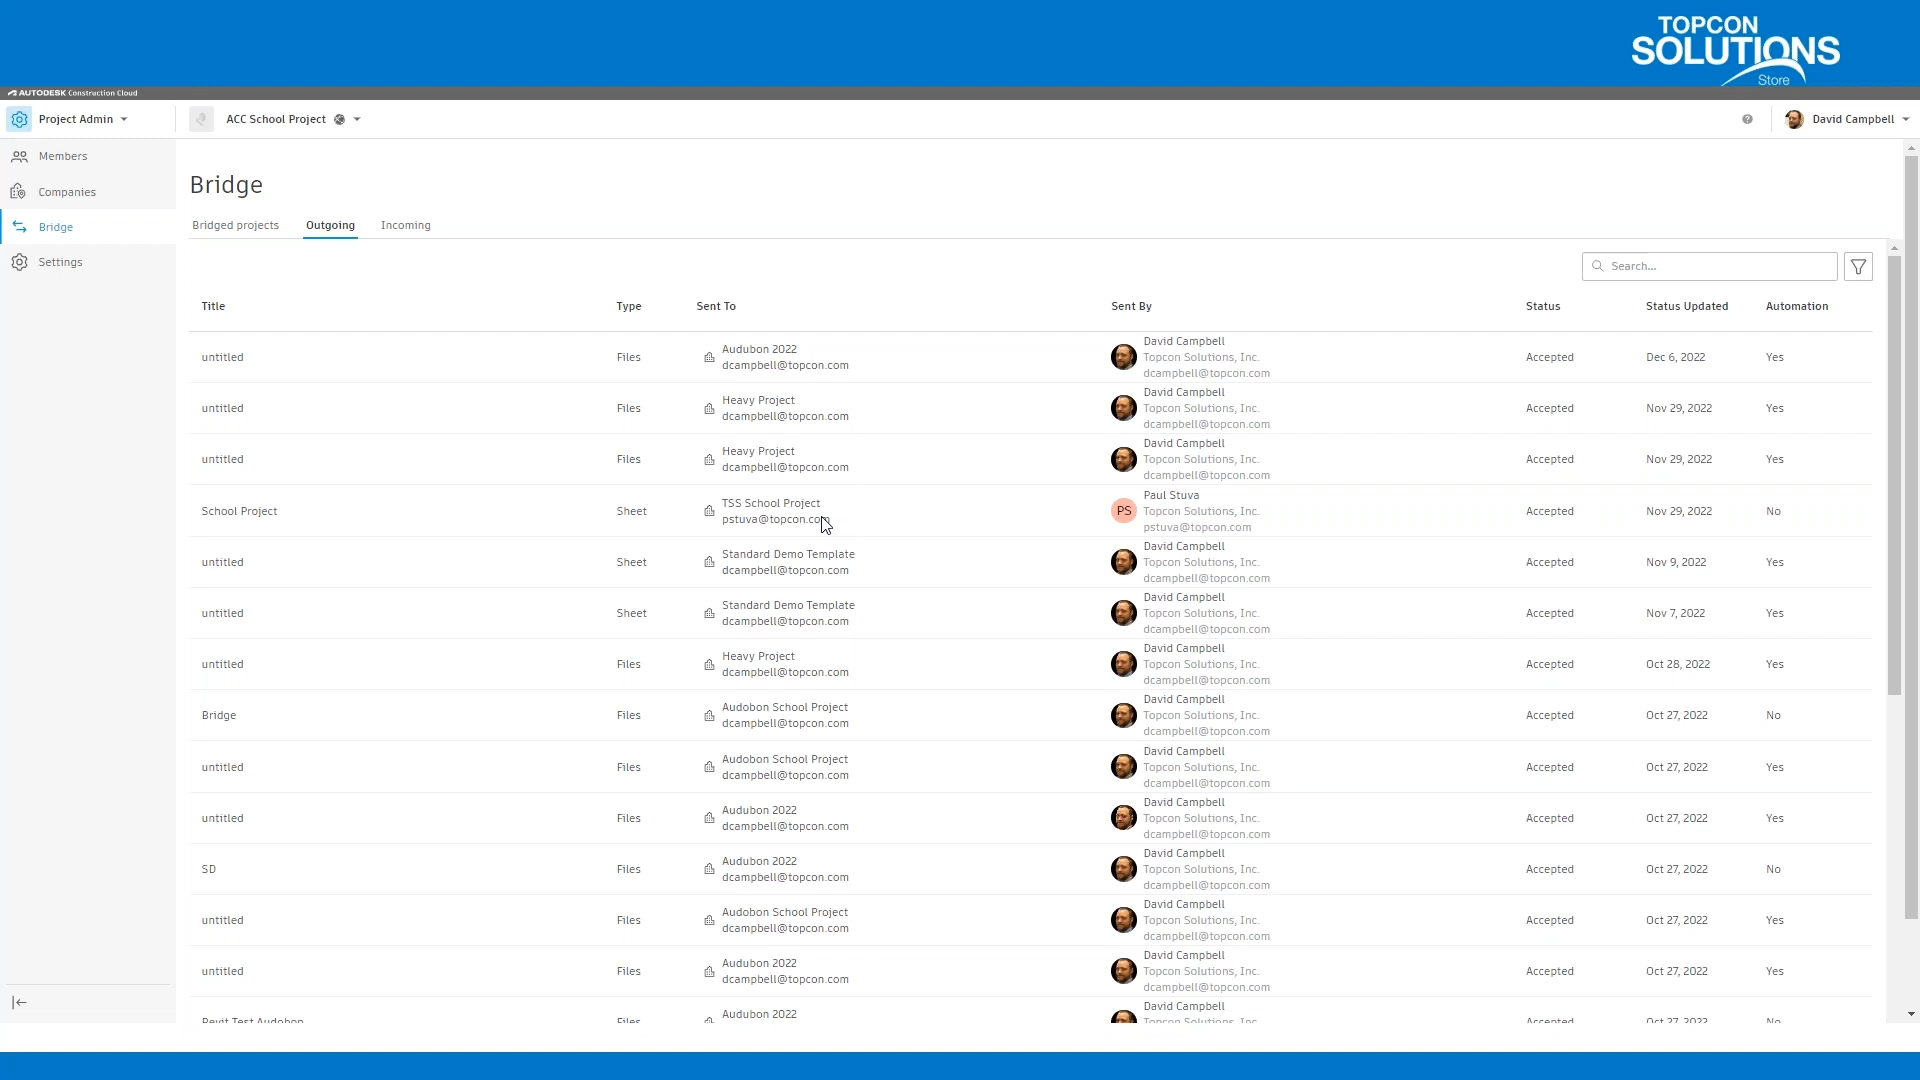 TOPCON
SOLUTIONS
Store
AUTODESK Construction Cloud
Project Admin
ACC School Project
David Campbell
Members
Companies
Bridge
Settings
Bridge
Bridged projects Outgoing Incoming
Search...
Title Type Sent To Sent By Status Status Updated Automation
untitled Files Audubon 2022 dcampbell@topcon.com David Campbell Topcon Solutions, Inc. dcampbell@topcon.com Accepted Dec 6, 2022 Yes
untitled Files Heavy Project dcampbell@topcon.com David Campbell Topcon Solutions, Inc. dcampbell@topcon.com Accepted Nov 29, 2022 Yes
untitled Files Heavy Project dcampbell@topcon.com David Campbell Topcon Solutions, Inc. dcampbell@topcon.com Accepted Nov 29, 2022 Yes
School Project Sheet TSS School Project pstuva@topcon.com PS Paul Stuva Topcon Solutions, Inc. pstuva@topcon.com Accepted Nov 29, 2022 No
untitled Sheet Standard Demo Template dcampbell@topcon.com David Campbell Topcon Solutions, Inc. dcampbell@topcon.com Accepted Nov 9, 2022 Yes
untitled Sheet Standard Demo Template dcampbell@topcon.com David Campbell Topcon Solutions, Inc. dcampbell@topcon.com Accepted Nov 7, 2022 Yes
untitled Files Heavy Project dcampbell@topcon.com David Campbell Topcon Solutions, Inc. dcampbell@topcon.com Accepted Oct 28, 2022 Yes
Bridge Files Audobon School Project dcampbell@topcon.com David Campbell Topcon Solutions, Inc. dcampbell@topcon.com Accepted Oct 27, 2022 No
untitled Files Audobon School Project dcampbell@topcon.com David Campbell Topcon Solutions, Inc. dcampbell@topcon.com Accepted Oct 27, 2022 Yes
untitled Files Audubon 2022 dcampbell@topcon.com David Campbell Topcon Solutions, Inc. dcampbell@topcon.com Accepted Oct 27, 2022 Yes
SD Files Audubon 2022 dcampbell@topcon.com David Campbell Topcon Solutions, Inc. dcampbell@topcon.com Accepted Oct 27, 2022 No
untitled Files Audobon School Project dcampbell@topcon.com David Campbell Topcon Solutions, Inc. dcampbell@topcon.com Accepted Oct 27, 2022 Yes
untitled Files Audubon 2022 dcampbell@topcon.com David Campbell Topcon Solutions, Inc. dcampbell@topcon.com Accepted Oct 27, 2022 Yes
Revit Test Audobon Files Audubon 2022 David Campbell Topcon Solutions, Inc. Accepted Oct 27, 2022 No